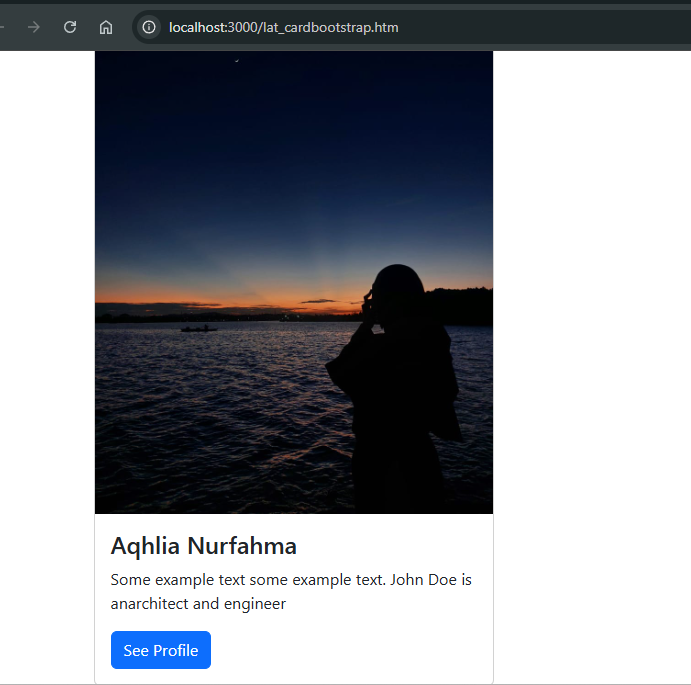 localhost:3000/lat_cardbootstrap.htm
Aqhlia Nurfahma
Some example text some example text. John Doe is
anarchitect and engineer
See Profile